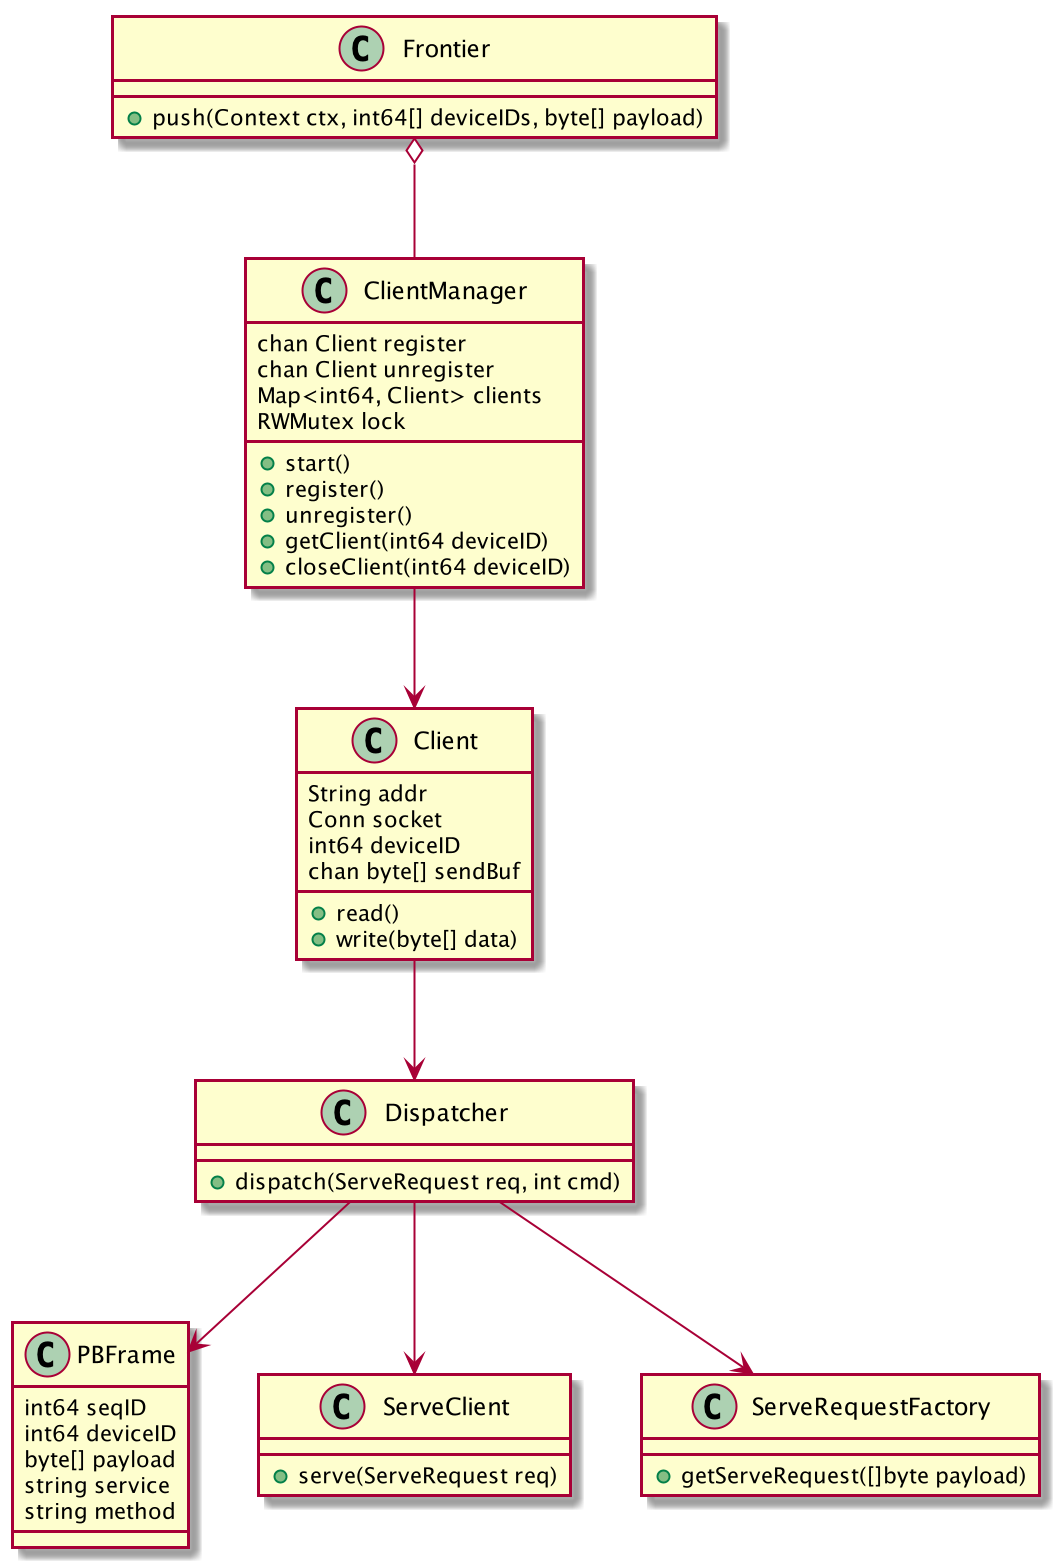 C Frontier
push(Context ctx, int64[] deviceIDs, byte[] payload)
C ClientManager
chan Client register
chan Client unregister
Map<int64, Client> clients
RWMutex lock
start()
register()
unregister()
getClient(int64 deviceID)
closeClient(int64 deviceID)
C Client
String addr
Conn socket
int64 deviceID
chan byte[] sendBuf
read()
write(byte[] data)
C Dispatcher
dispatch(ServeRequest req, int cmd)
C PBFrame
int64 seqID
int64 deviceID
byte[] payload
string service
string method
C ServeClient
serve(ServeRequest req)
C ServeRequestFactory
getServeRequest([]byte payload)